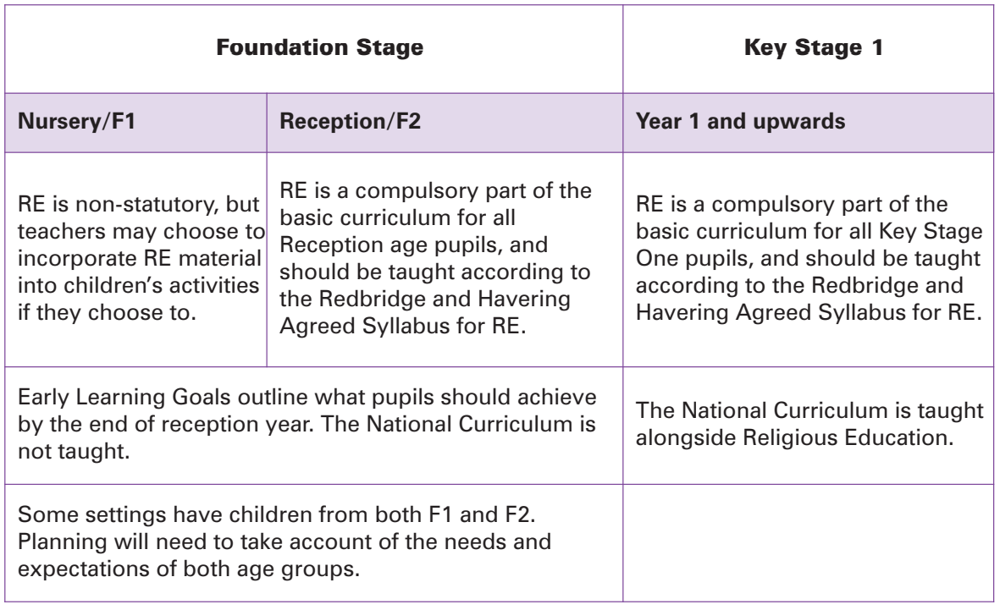 Foundation Stage
Key Stage 1
Nursery/F1
Reception/F2
Year 1 and upwards
RE is non-statutory, but
teachers may choose to
incorporate RE material
into children’s activities
if they choose to.
RE is a compulsory part of the
basic curriculum for all
Reception age pupils, and
should be taught according to
the Redbridge and Havering
Agreed Syllabus for RE.
RE is a compulsory part of the
basic curriculum for all Key Stage
One pupils, and should be taught
according to the Redbridge and
Havering Agreed Syllabus for RE.
Early Learning Goals outline what pupils should achieve
by the end of reception year. The National Curriculum is
not taught.
The National Curriculum is taught
alongside Religious Education.
Some settings have children from both F1 and F2.
Planning will need to take account of the needs and
expectations of both age groups.